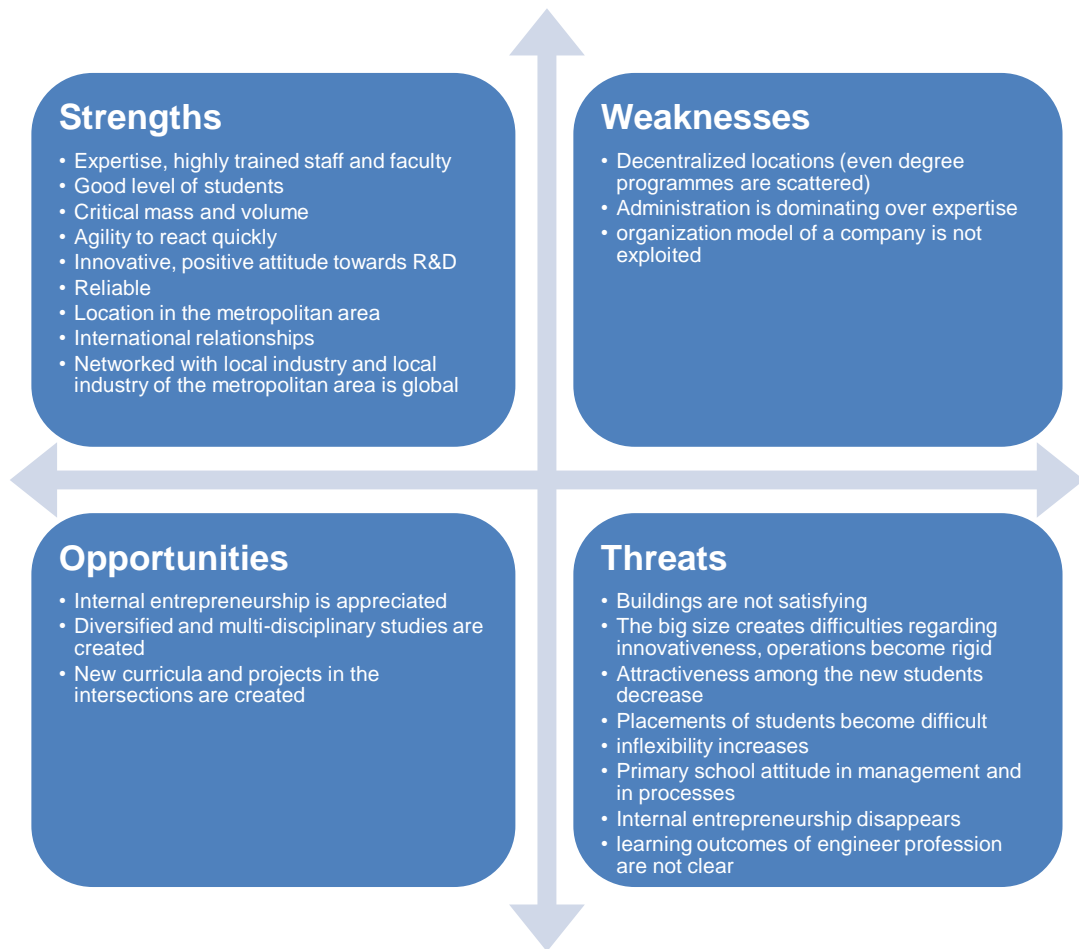 Strengths
• Expertise, highly trained staff and faculty
• Good level of students
• Critical mass and volume
• Agility to react quickly
• Innovative, positive attitude towards R&D
• Reliable
• Location in the metropolitan area
• International relationships
• Networked with local industry and local
industry of the metropolitan area is global
Weaknesses
• Decentralized locations (even degree
programmes are scattered)
• Administration is dominating over expertise
• organization model of a company is not
exploited
Opportunities
• Internal entrepreneurship is appreciated
• Diversified and multi-disciplinary studies are
created
• New curricula and projects in the
intersections are created
Threats
• Buildings are not satisfying
• The big size creates difficulties regarding
innovativeness, operations become rigid
• Attractiveness among the new students
decrease
• Placements of students become difficult
• inflexibility increases
• Primary school attitude in management and
in processes
• Internal entrepreneurship disappears
• learning outcomes of engineer profession
are not clear